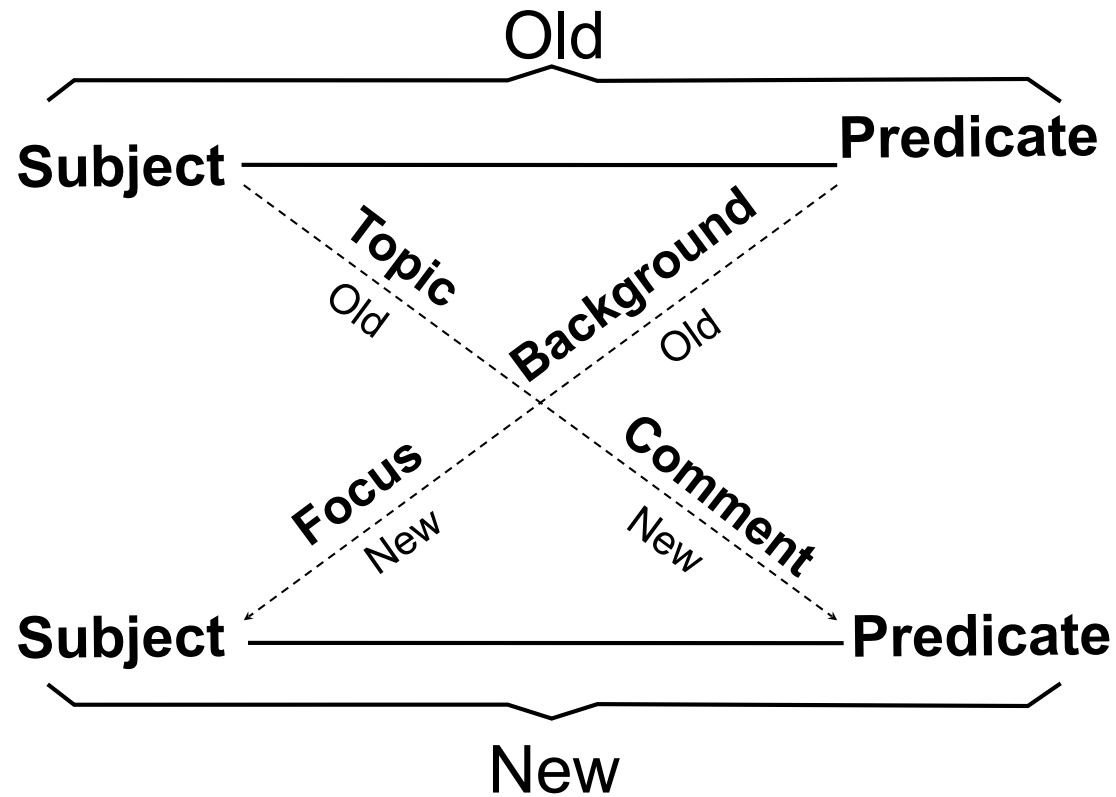 Old
Subject
Predicate
Topic
Old
Background
Old
Focus
New
Comment
New
Subject
Predicate
New